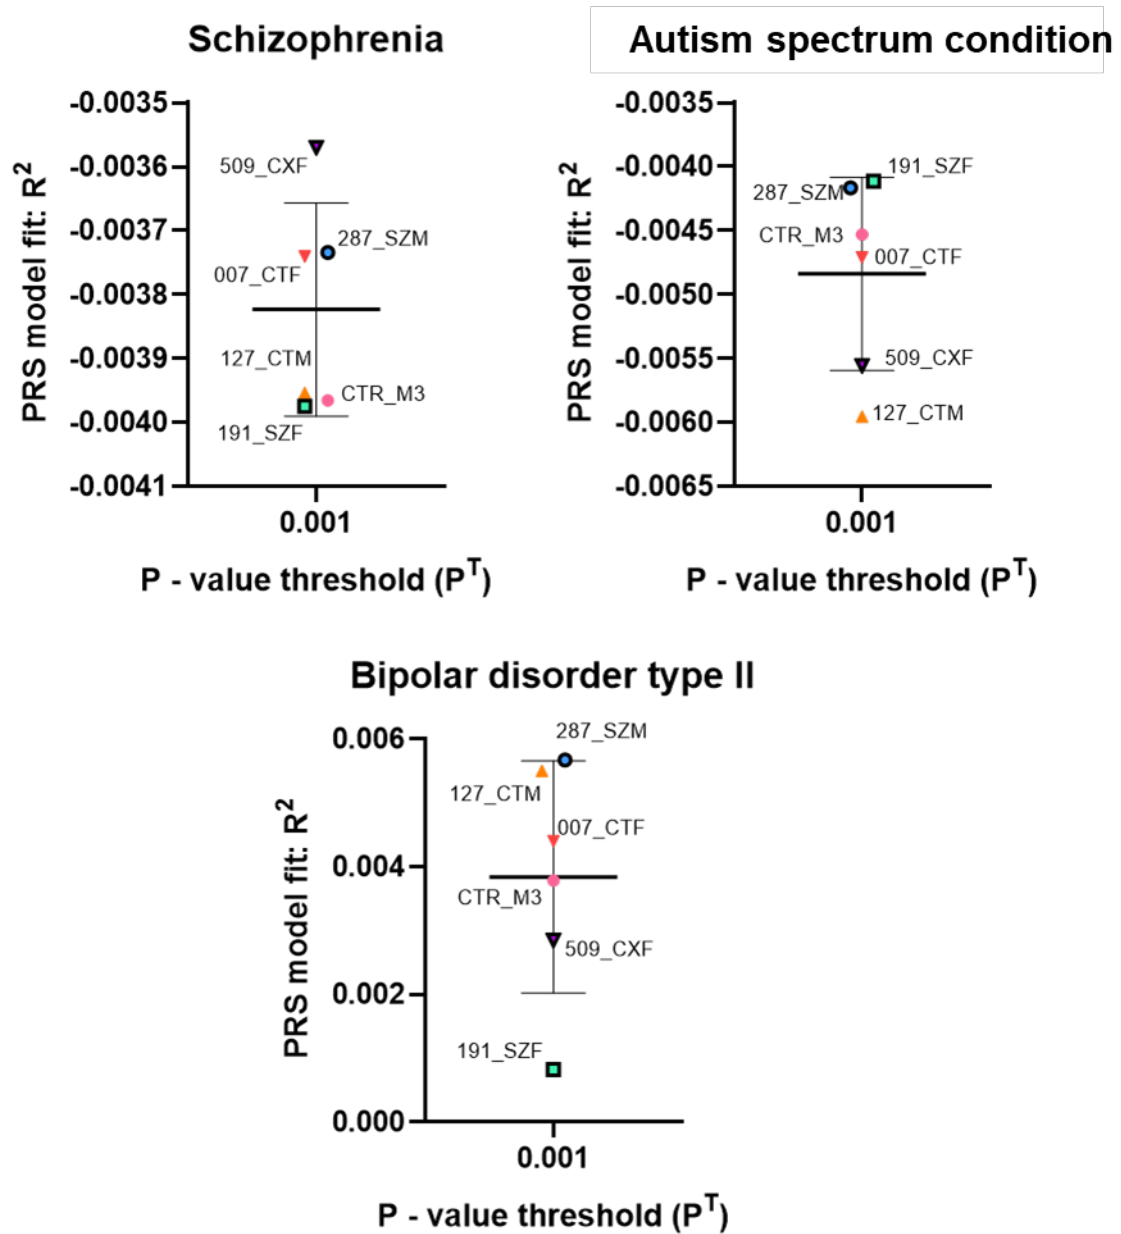 Schizophrenia
-0.0035
-0.0036
-0.0037
-0.0038
-0.0039
-0.0040
-0.0041
PRS model fit: R²
509_CXF
287_SZM
007_CTF
127_CTM
CTR_M3
191_SZF
0.001
P - value threshold (Pᵀ)
Autism spectrum condition
-0.0035
-0.0040
-0.0045
-0.0050
-0.0055
-0.0060
-0.0065
PRS model fit: R²
191_SZF
287_SZM
CTR_M3
007_CTF
509_CXF
127_CTM
0.001
P - value threshold (Pᵀ)
Bipolar disorder type II
0.006
0.004
0.002
0.000
PRS model fit: R²
287_SZM
127_CTM
007_CTF
CTR_M3
509_CXF
191_SZF
0.001
P - value threshold (Pᵀ)